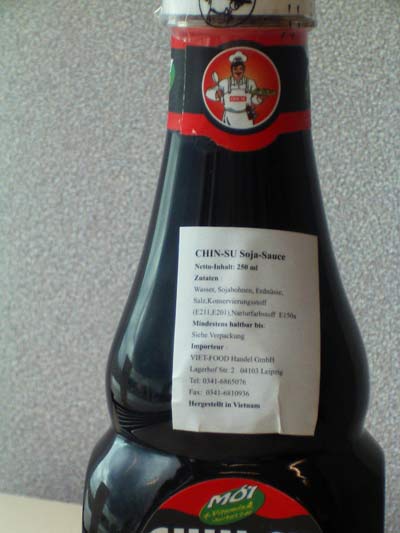 CHIN-SU Soja-Sauce
Netto-Inhalt: 250 ml
Zutaten
Wasser, Sojabohnen, Erdnüsse,
Salz,Konservierungsstoff
(E211,E201),Narturfarbstoff E150a
Mindestens haltbar bis
Siehe Verpackung
Importeur
VIET-FOOD Handel GmbH
Lagerhof Str. 2 04103 Leipzig
Tel: 0341-6865076
Fax: 0341-6810936
Hergestellt in Vietnam
MỚI